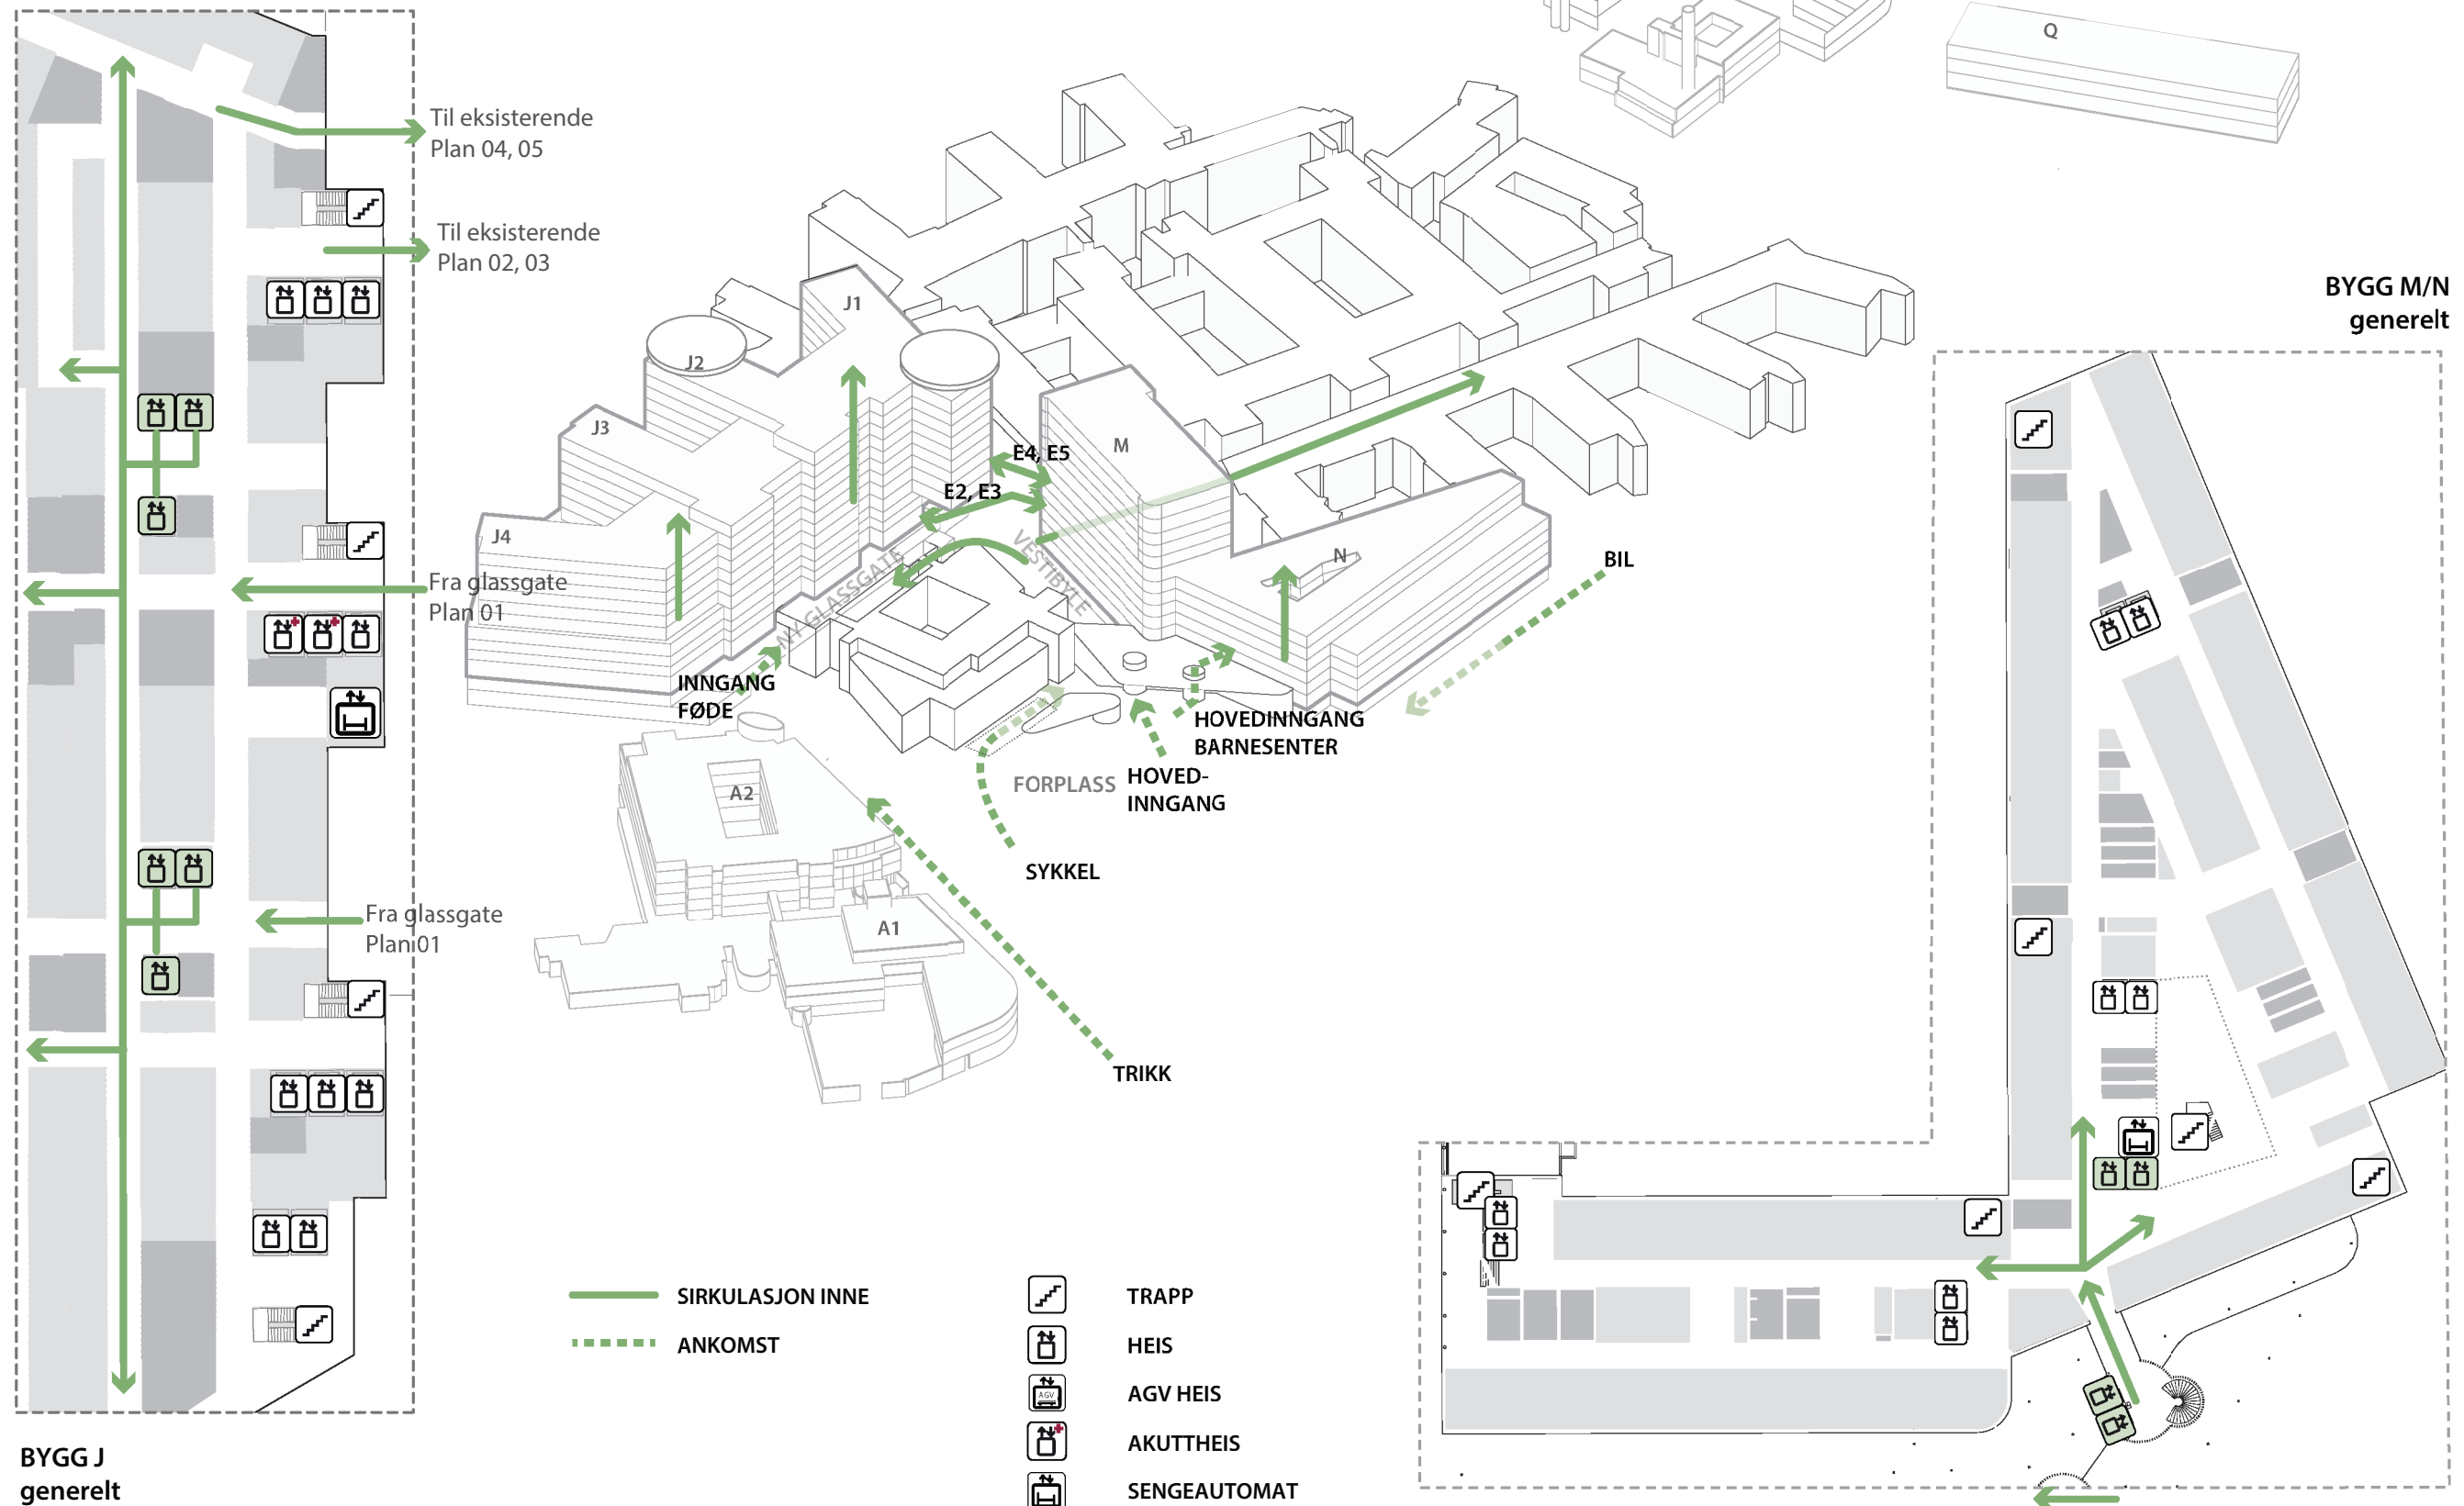 Q
Til eksisterende
Plan 04, 05
Til eksisterende
Plan 02, 03
BYGG M/N
generelt
J1
J2
J3
J4
M
N
E4, E5
E2, E3
VESTIBYLE
NY GLASSGATE
BIL
Fra glassgate
Plan 01
INNGANG
FØDE
HOVEDINNGANG
BARNESENTER
FORPLASS
HOVED-
INNGANG
SYKKEL
A2
A1
Fra glassgate
Plan 01
TRIKK
SIRKULASJON INNE
ANKOMST
TRAPP
HEIS
AGV
AGV HEIS
AKUTTHEIS
SENGEAUTOMAT
BYGG J
generelt